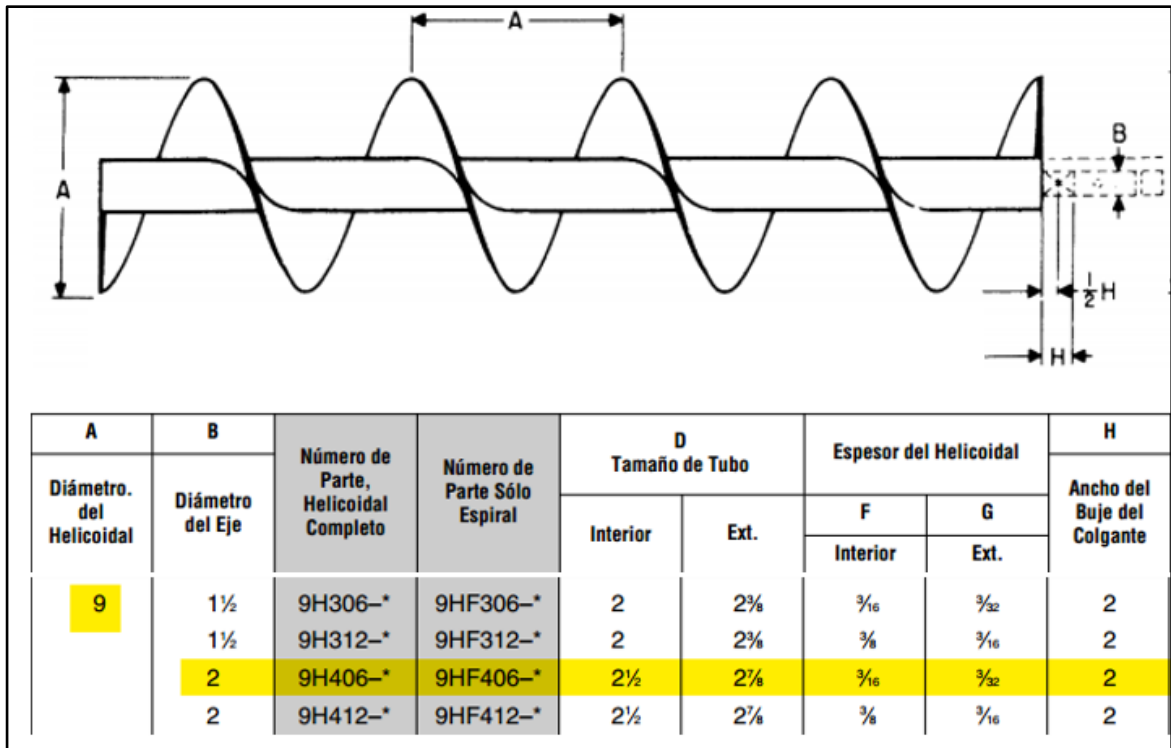 A
A
B
½H
H
A
B
Número de Parte, Helicoidal Completo
Número de Parte Sólo Espiral
D
Tamaño de Tubo
Espesor del Helicoidal
H
Diámetro. del Helicoidal
Diámetro del Eje
Interior
Ext.
F
G
Ancho del Buje del Colgante
Interior
Ext.
9 1½ 9H306–* 9HF306–* 2 2⅜ ³⁄₁₆ ³⁄₃₂ 2
1½ 9H312–* 9HF312–* 2 2⅜ ⅜ ³⁄₁₆ 2
2 9H406–* 9HF406–* 2½ 2⅞ ³⁄₁₆ ³⁄₃₂ 2
2 9H412–* 9HF412–* 2½ 2⅞ ⅜ ³⁄₁₆ 2